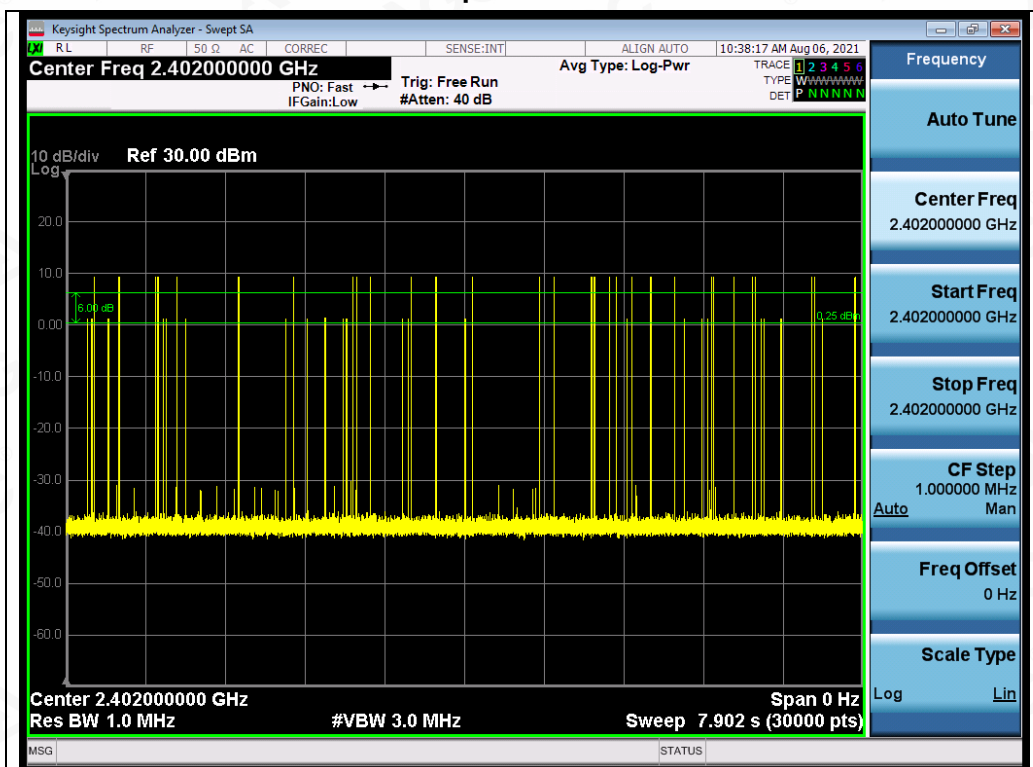 Keysight Spectrum Analyzer - Swept SA
LXI RL RF 50 Ω AC CORREC SENSE:INT ALIGN AUTO 10:38:17 AM Aug 06, 2021
Center Freq 2.402000000 GHz
PNO: Fast
IFGain:Low
Trig: Free Run
#Atten: 40 dB
Avg Type: Log-Pwr
TRACE 1 2 3 4 5 6
TYPE WWWWWW
DET P N N N N N
10 dB/div Ref 30.00 dBm
Log
20.0
10.0
6.00 dB
0.25 dBm
0.00
-10.0
-20.0
-30.0
-40.0
-50.0
-60.0
Center 2.402000000 GHz Span 0 Hz
Res BW 1.0 MHz #VBW 3.0 MHz Sweep 7.902 s (30000 pts)
MSG STATUS
Frequency
Auto Tune
Center Freq
2.402000000 GHz
Start Freq
2.402000000 GHz
Stop Freq
2.402000000 GHz
CF Step
1.000000 MHz
Auto Man
Freq Offset
0 Hz
Scale Type
Log Lin